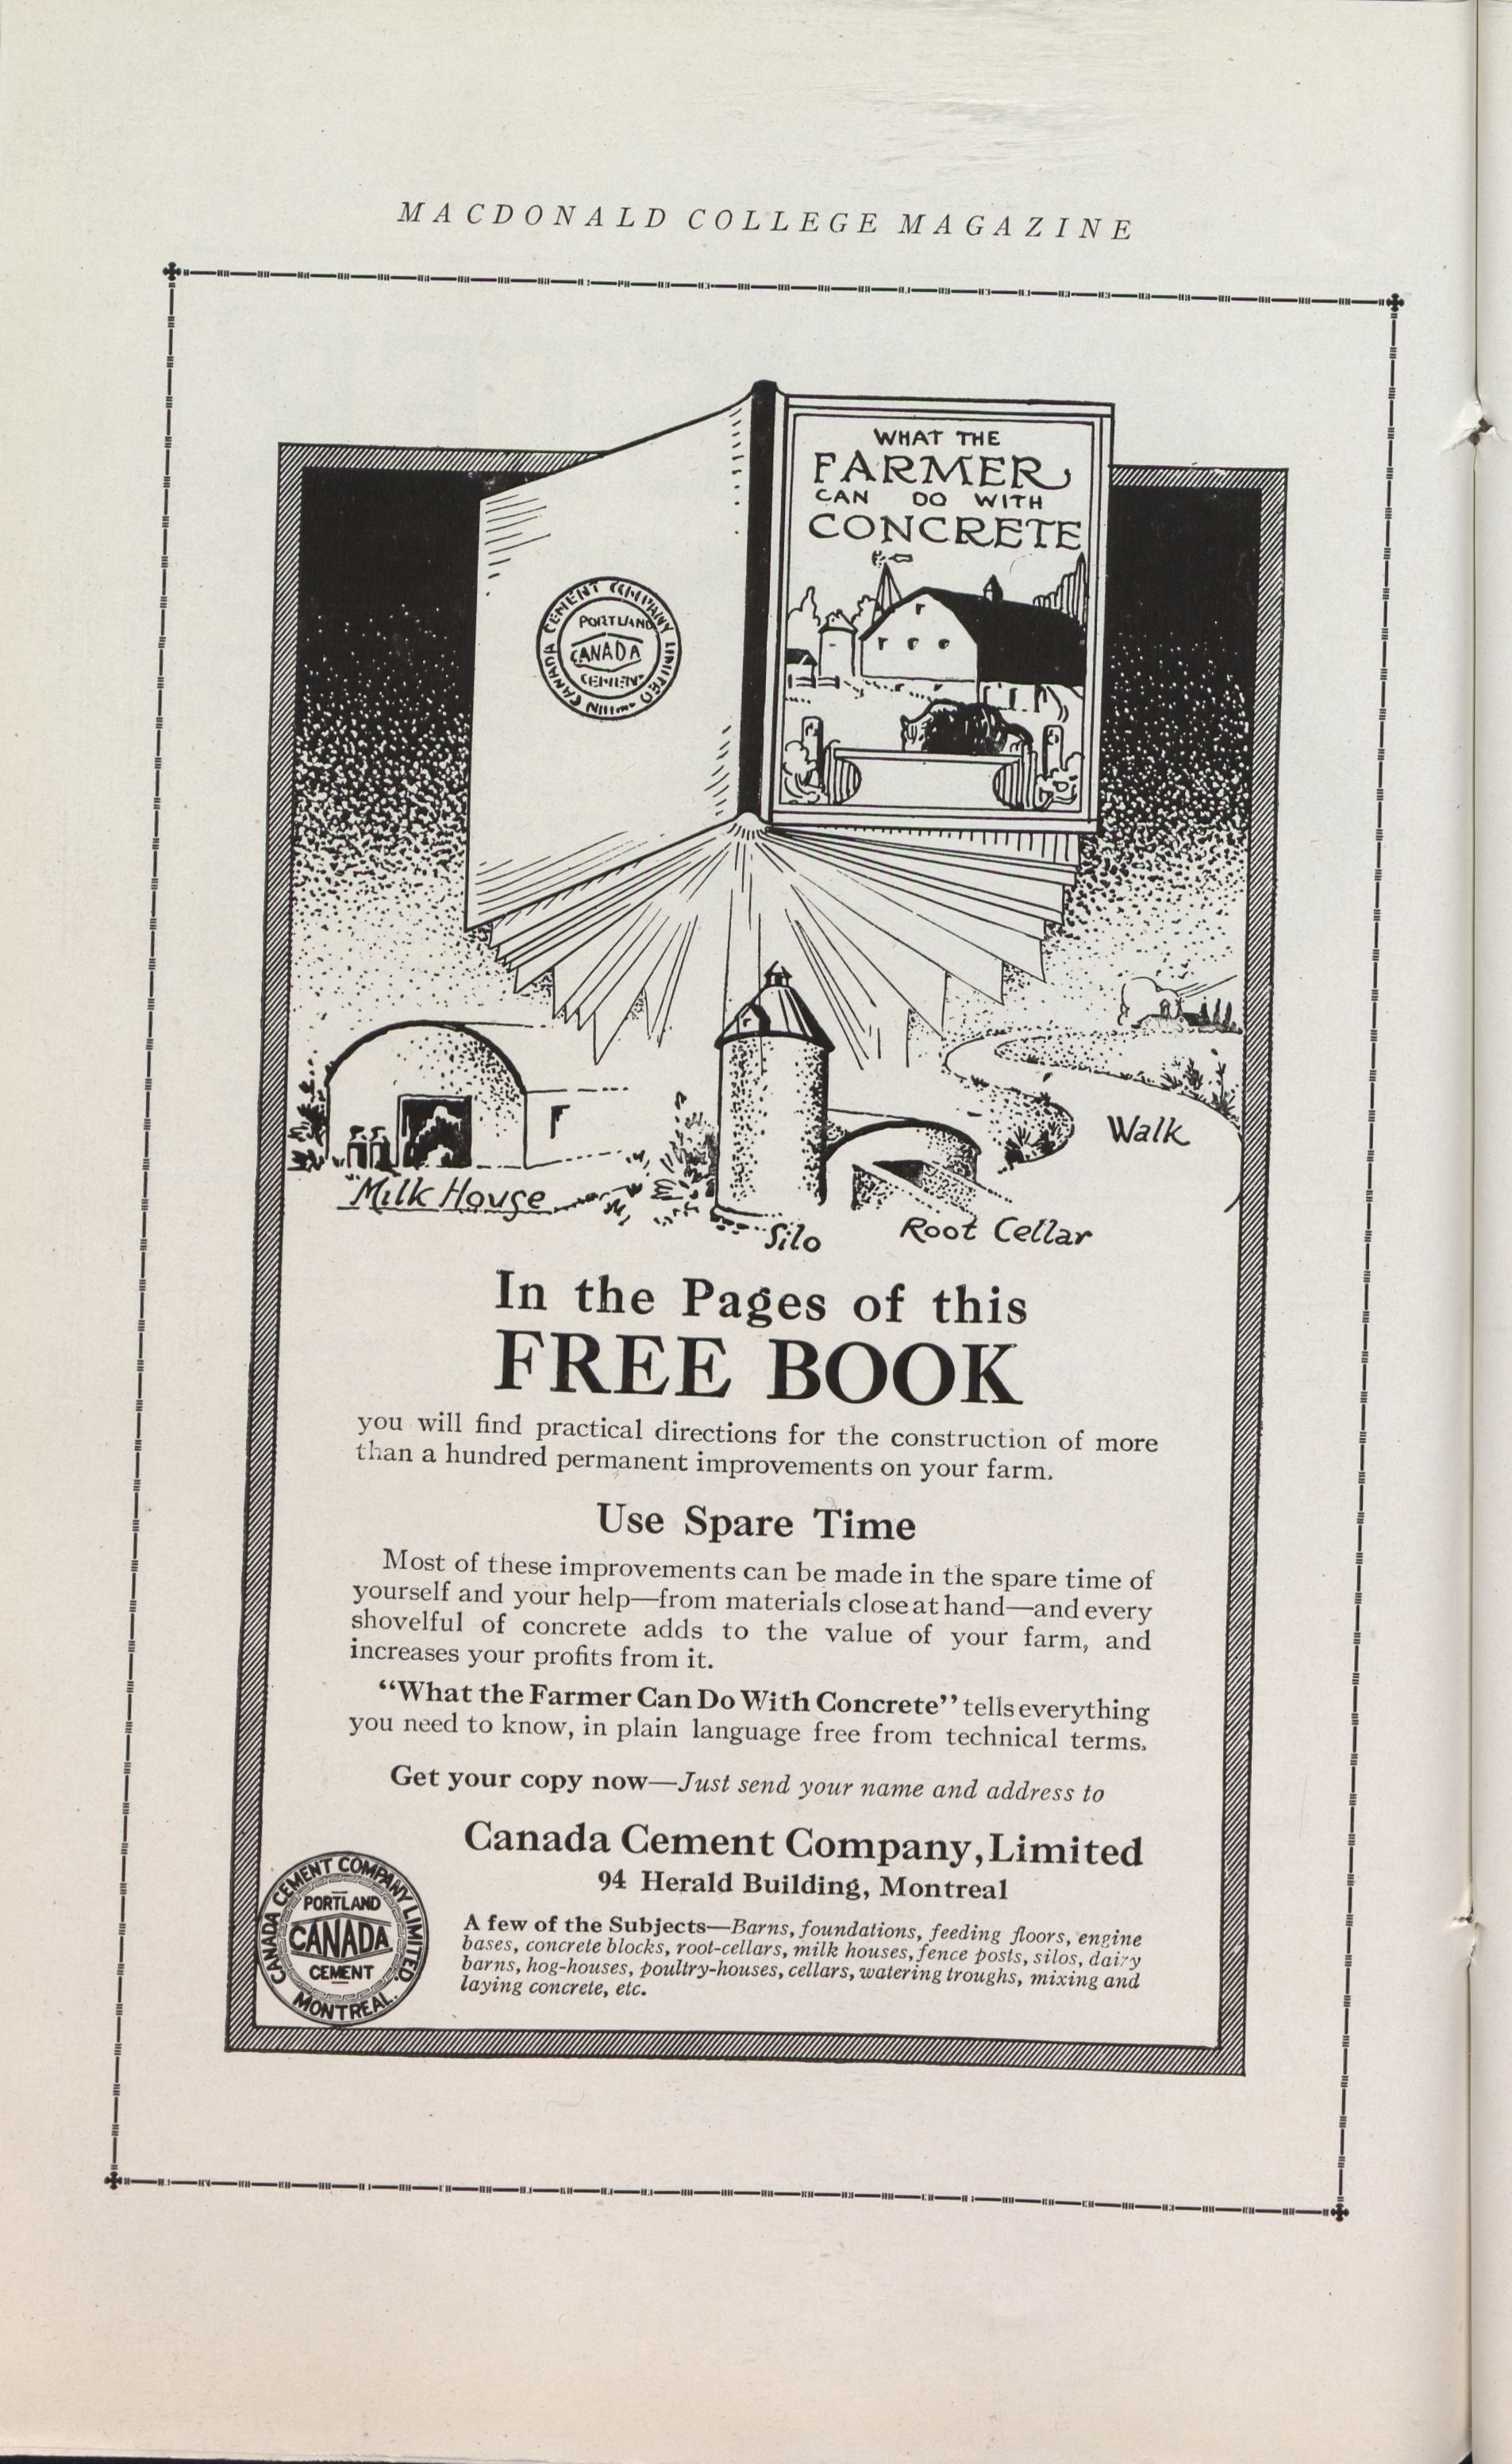 MACDONALD COLLEGE MAGAZINE
WHAT THE
FARMER
CAN DO WITH
CONCRETE
CANADA CEMENT COMPANY LIMITED
PORTLAND
CANADA
CEMENT
Milk House
Silo
Root Cellar
Walk
In the Pages of this
FREE BOOK
you will find practical directions for the construction of more
than a hundred permanent improvements on your farm.
Use Spare Time
Most of these improvements can be made in the spare time of
yourself and your help—from materials close at hand—and every
shovelful of concrete adds to the value of your farm, and
increases your profits from it.
“What the Farmer Can Do With Concrete” tells everything
you need to know, in plain language free from technical terms.
Get your copy now—Just send your name and address to
Canada Cement Company, Limited
94 Herald Building, Montreal
CANADA CEMENT COMPANY LIMITED
PORTLAND
CANADA
CEMENT
MONTREAL.
A few of the Subjects—Barns, foundations, feeding floors, engine
bases, concrete blocks, root-cellars, milk houses, fence posts, silos, dairy
barns, hog-houses, poultry-houses, cellars, watering troughs, mixing and
laying concrete, etc.